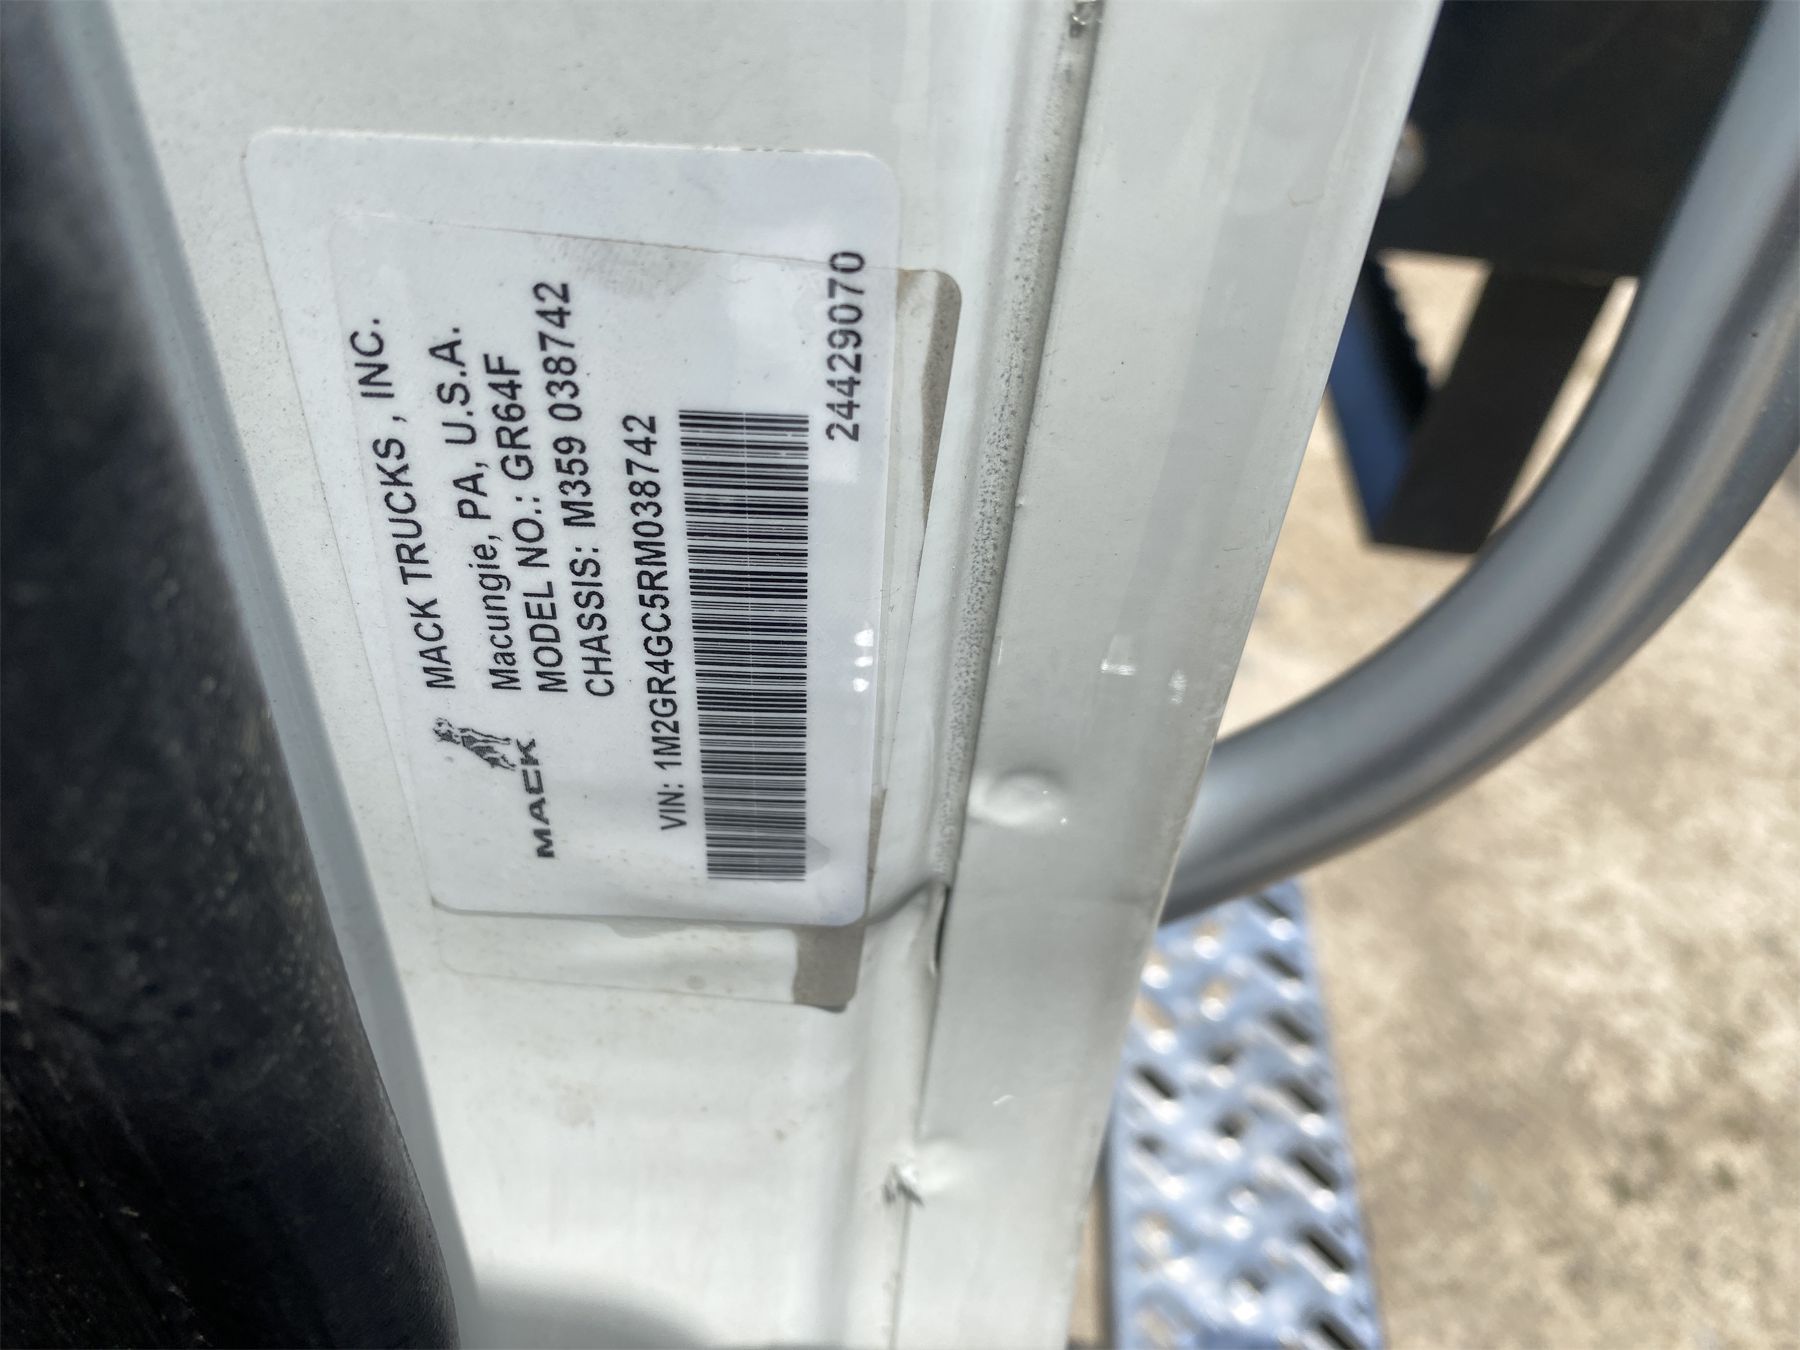 MACK TRUCKS , INC.
Macungie, PA, U.S.A.
MODEL NO.: GR64F
CHASSIS: M359 038742
MACK
VIN: 1M2GR4GC5RM038742
24429070